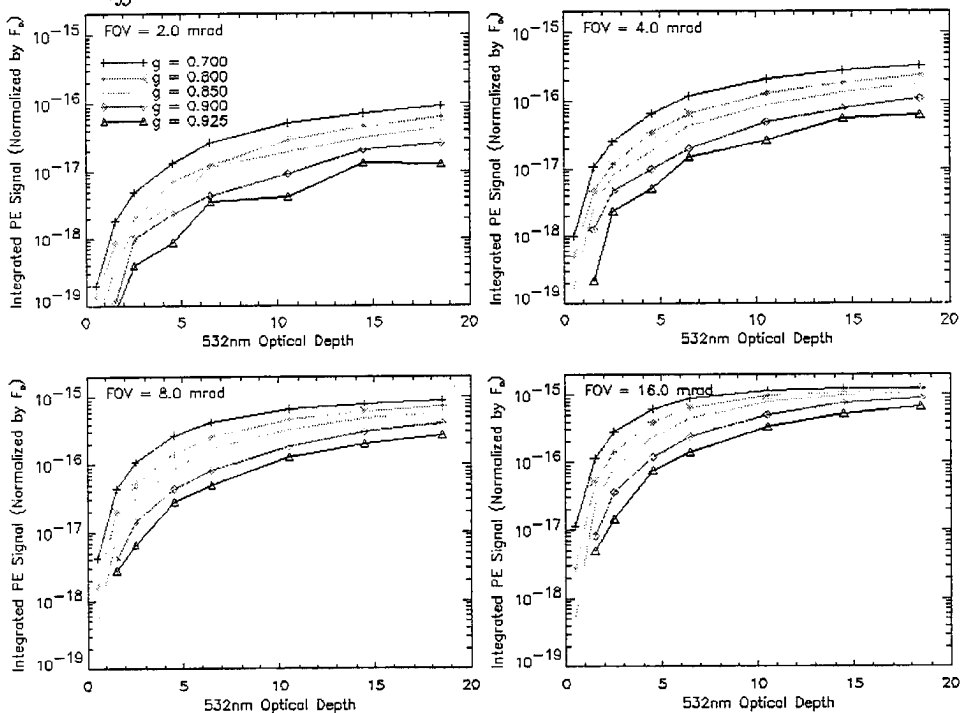 FOV = 2.0 mrad
g = 0.700
g = 0.800
g = 0.850
g = 0.900
g = 0.925
10−15
10−16
10−17
10−18
10−19
0 5 10 15 20
532nm Optical Depth
Integrated PE Signal (Normalized by F
FOV = 4.0 mrad
10−15
10−16
10−17
10−18
10−19
0 5 10 15 20
532nm Optical Depth
Integrated PE Signal (Normalized by F
FOV = 8.0 mrad
10−15
10−16
10−17
10−18
10−19
0 5 10 15 20
532nm Optical Depth
Integrated PE Signal (Normalized by F
FOV = 16.0 mrad
10−15
10−16
10−17
10−18
10−19
0 5 10 15 20
532nm Optical Depth
Integrated PE Signal (Normalized by F